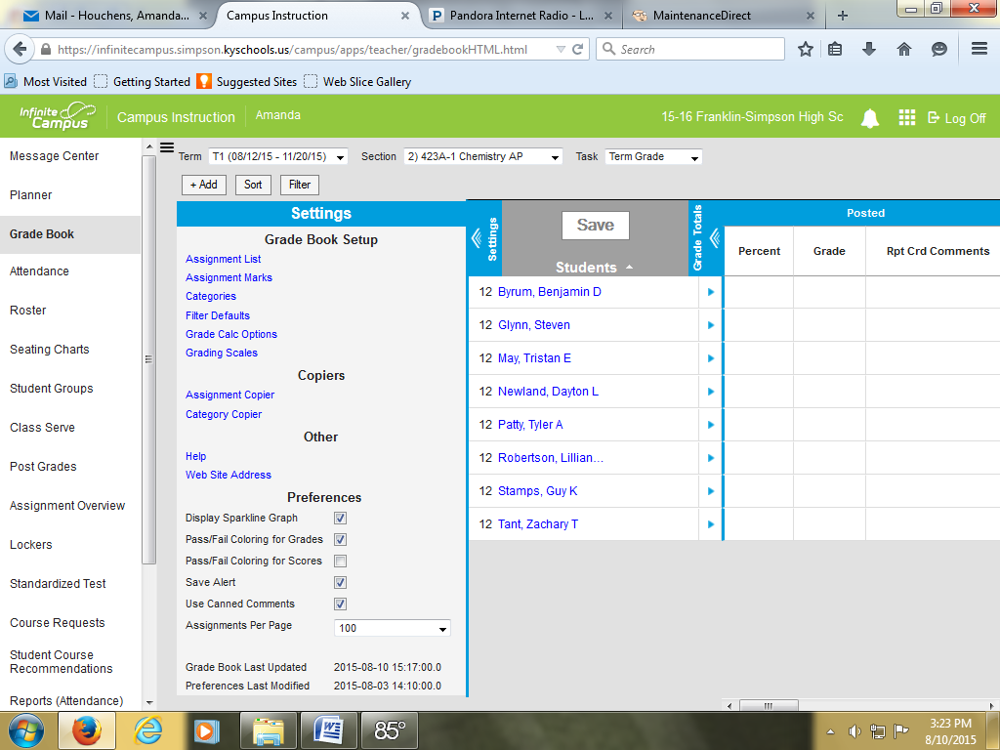 Mail - Houchens, Amanda...
Campus Instruction
Pandora Internet Radio - L...
MaintenanceDirect
https://infinitecampus.simpson.kyschools.us/campus/apps/teacher/gradebookHTML.html
Search
Most Visited Getting Started Suggested Sites Web Slice Gallery
Infinite Campus
Campus Instruction Amanda 15-16 Franklin-Simpson High Sc Log Off
Message Center
Planner
Grade Book
Attendance
Roster
Seating Charts
Student Groups
Class Serve
Post Grades
Assignment Overview
Lockers
Standardized Test
Course Requests
Student Course
Recommendations
Reports (Attendance)
Term T1 (08/12/15 - 11/20/15) Section 2) 423A-1 Chemistry AP Task Term Grade
+ Add Sort Filter
Settings
Grade Book Setup
Assignment List
Assignment Marks
Categories
Filter Defaults
Grade Calc Options
Grading Scales
Copiers
Assignment Copier
Category Copier
Other
Help
Web Site Address
Preferences
Display Sparkline Graph
Pass/Fail Coloring for Grades
Pass/Fail Coloring for Scores
Save Alert
Use Canned Comments
Assignments Per Page 100
Grade Book Last Updated 2015-08-10 15:17:00.0
Preferences Last Modified 2015-08-03 14:10:00.0
Settings
Save
Students
Grade Totals
Posted
Percent Grade Rpt Crd Comments
12 Byrum, Benjamin D
12 Glynn, Steven
12 May, Tristan E
12 Newland, Dayton L
12 Patty, Tyler A
12 Robertson, Lillian...
12 Stamps, Guy K
12 Tant, Zachary T
85°
3:23 PM
8/10/2015